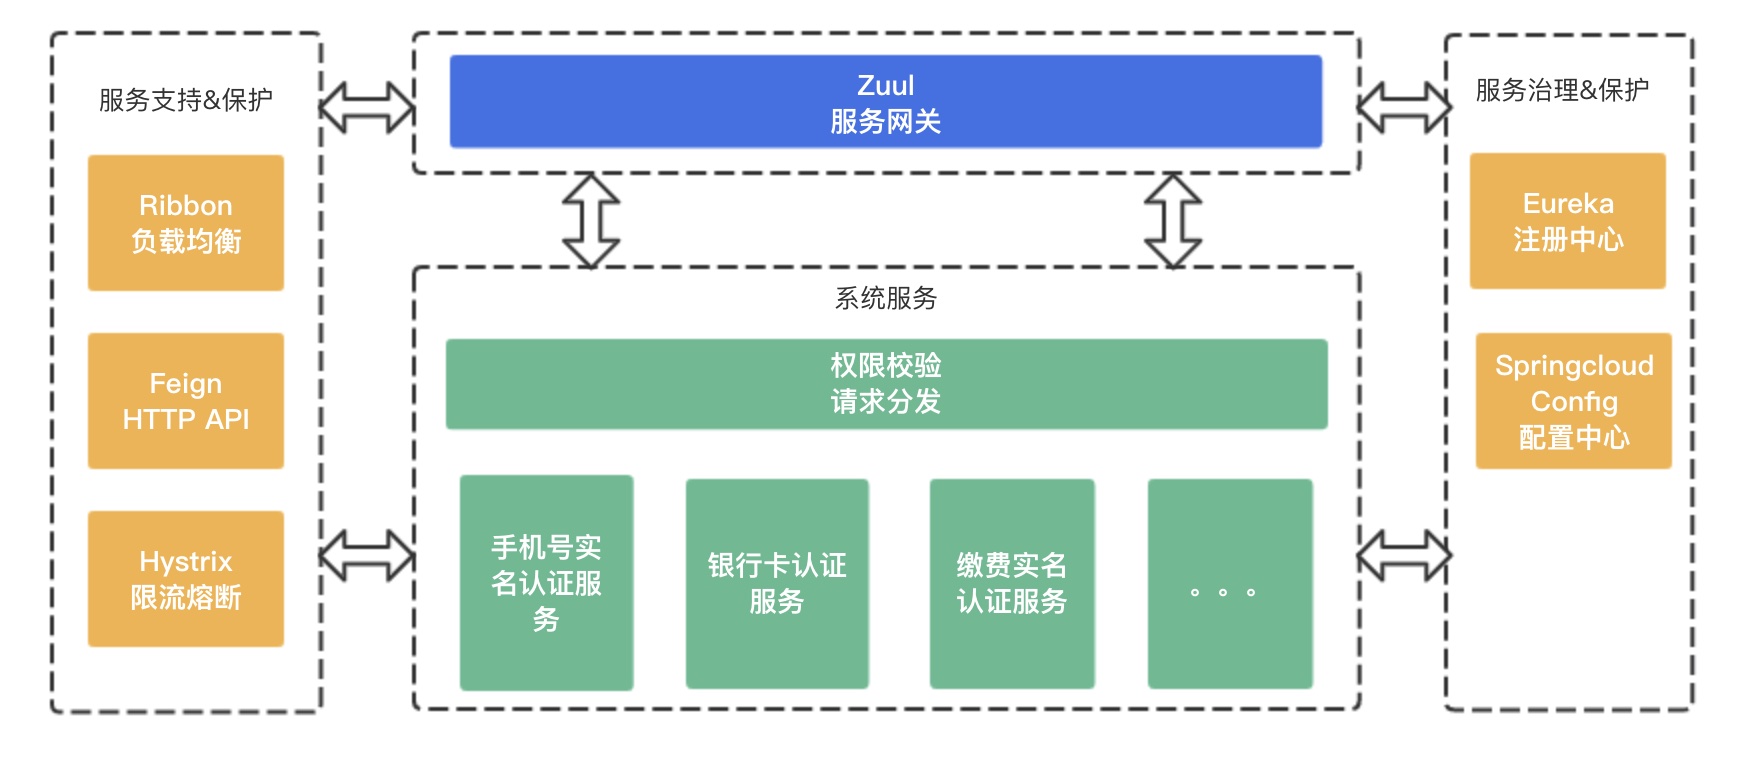 服务支持&保护
Ribbon
负载均衡
Feign
HTTP API
Hystrix
限流熔断
Zuul
服务网关
系统服务
权限校验
请求分发
手机号实
名认证服
务
银行卡认证
服务
缴费实名
认证服务
。。。
服务治理&保护
Eureka
注册中心
Springcloud
Config
配置中心